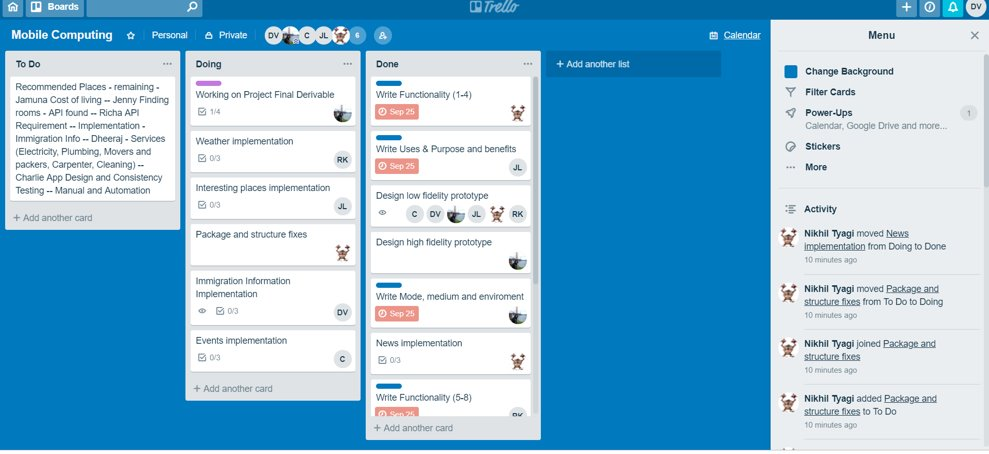 Boards
Trello
DV
Mobile Computing
Personal
Private
DV
C
JL
6
Calendar
To Do
Recommended Places - remaining -
Jamuna Cost of living -- Jenny Finding
rooms - API found -- Richa API
Requirement -- Implementation -
Immigration Info -- Dheeraj - Services
(Electricity, Plumbing, Movers and
packers, Carpenter, Cleaning) --
Charlie App Design and Consistency
Testing -- Manual and Automation
+ Add another card
Doing
Working on Project Final Derivable
1/4
Weather implementation
0/3
RK
Interesting places implementation
0/3
JL
Package and structure fixes
Immigration Information
Implementation
0/3
DV
Events implementation
0/3
C
+ Add another card
Done
Write Functionality (1-4)
Sep 25
Write Uses & Purpose and benefits
Sep 25
JL
Design low fidelity prototype
C
DV
JL
RK
Design high fidelity prototype
Write Mode, medium and enviroment
Sep 25
News implementation
0/3
Write Functionality (5-8)
Sep 25
RK
+ Add another card
+ Add another list
Menu
Change Background
Filter Cards
Power-Ups
1
Calendar, Google Drive and more...
Stickers
More
Activity
Nikhil Tyagi moved News
implementation from Doing to Done
10 minutes ago
Nikhil Tyagi moved Package and
structure fixes from To Do to Doing
10 minutes ago
Nikhil Tyagi joined Package and
structure fixes
10 minutes ago
Nikhil Tyagi added Package and
structure fixes to To Do
10 minutes ago